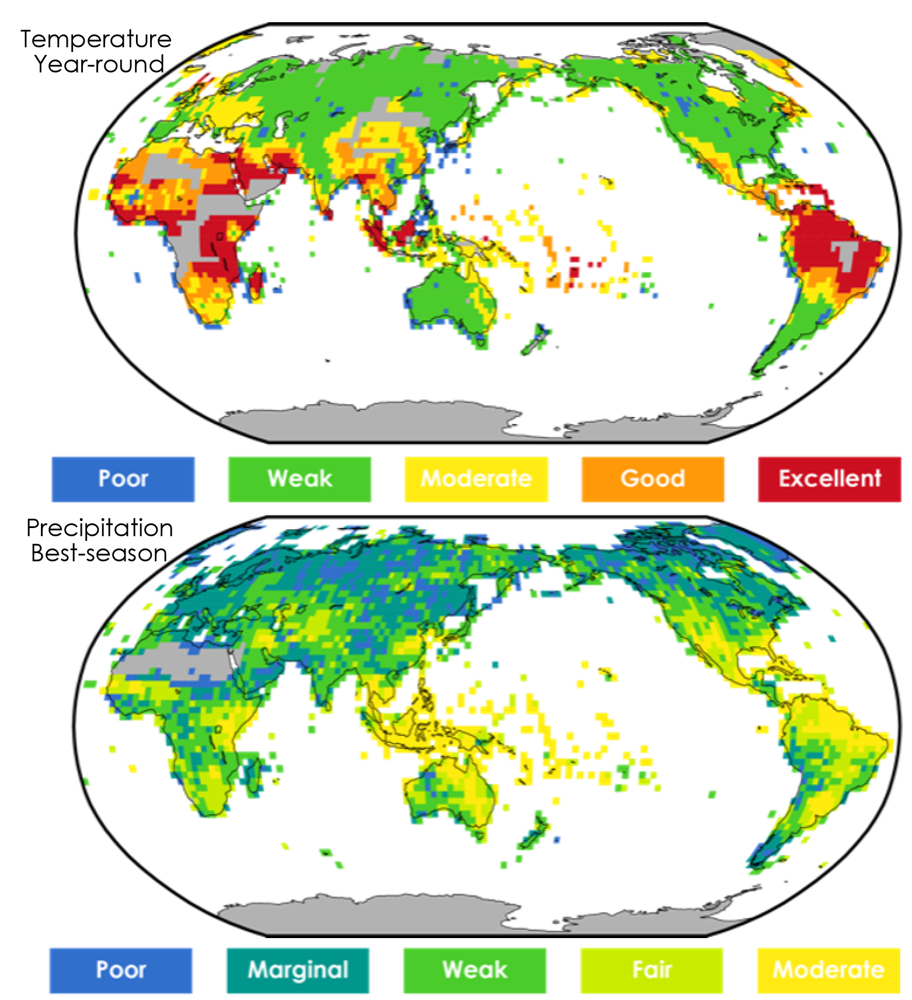 Temperature
Year-round
Poor
Weak
Moderate
Good
Excellent
Precipitation
Best-season
Poor
Marginal
Weak
Fair
Moderate